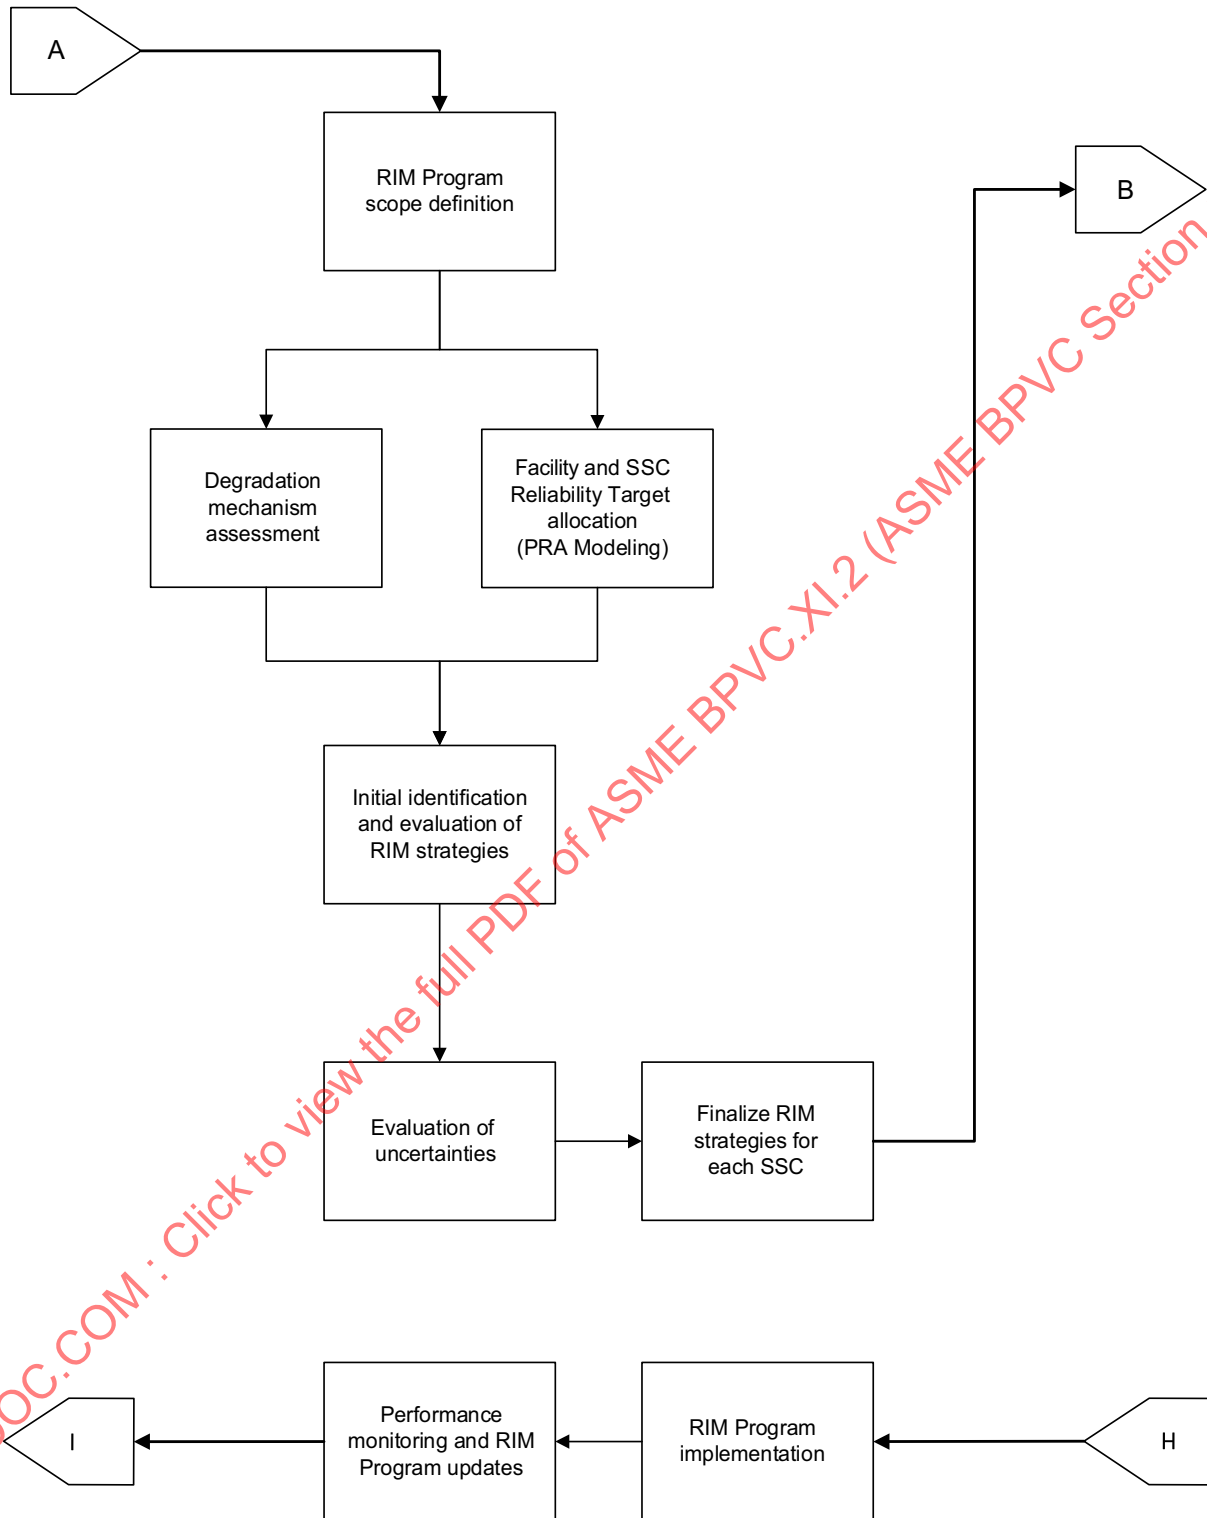 A
RIM Program
scope definition
B
Degradation
mechanism
assessment
Facility and SSC
Reliability Target
allocation
(PRA Modeling)
Initial identification
and evaluation of
RIM strategies
Evaluation of
uncertainties
Finalize RIM
strategies for
each SSC
I
Performance
monitoring and RIM
Program updates
RIM Program
implementation
H
OC.COM : Click to view the full PDF of ASME BPVC.XI.2 (ASME BPVC Section